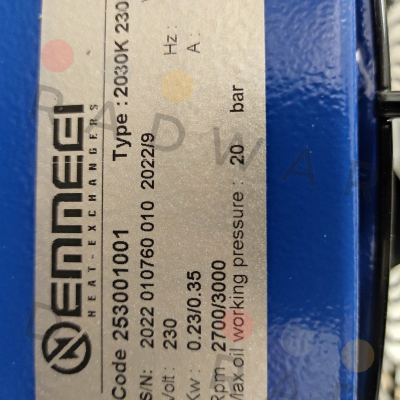 EMMEGI
HEAT-EXCHANGERS
Code 253001001 Type : 2030K 230
S/N: 2022 010760 010 2022/9
Volt : 230 Hz :
Kw : 0.23/0.35 A :
Rpm 2700/3000
Max oil working pressure : 20 bar
RADWAR